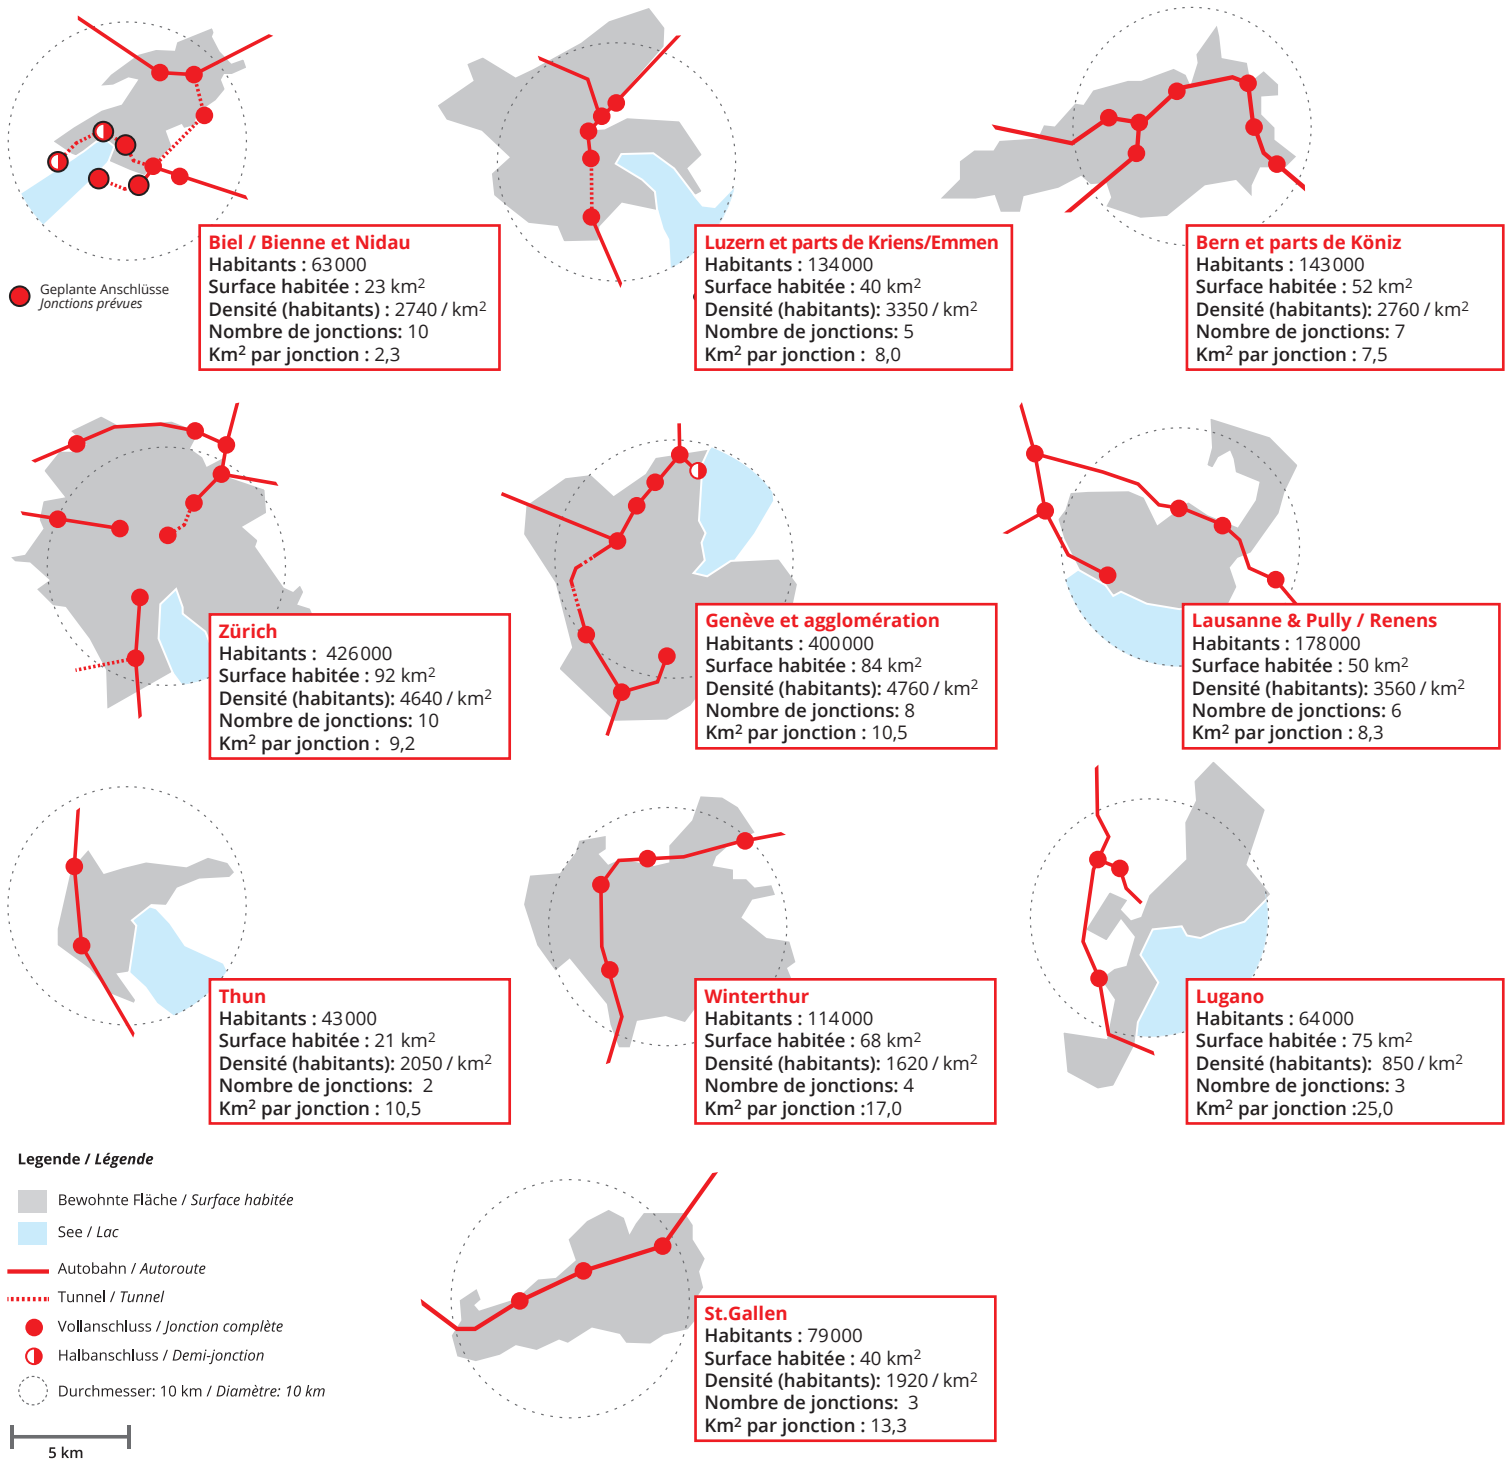 Biel / Bienne et Nidau
Habitants : 63 000
Surface habitée : 23 km²
Densité (habitants) : 2740 / km²
Nombre de jonctions: 10
Km² par jonction : 2,3
Geplante Anschlüsse
Jonctions prévues
Luzern et parts de Kriens/Emmen
Habitants : 134 000
Surface habitée : 40 km²
Densité (habitants): 3350 / km²
Nombre de jonctions: 5
Km² par jonction : 8,0
Bern et parts de Köniz
Habitants : 143 000
Surface habitée : 52 km²
Densité (habitants): 2760 / km²
Nombre de jonctions: 7
Km² par jonction : 7,5
Zürich
Habitants : 426 000
Surface habitée : 92 km²
Densité (habitants): 4640 / km²
Nombre de jonctions: 10
Km² par jonction : 9,2
Genève et agglomération
Habitants : 400 000
Surface habitée : 84 km²
Densité (habitants): 4760 / km²
Nombre de jonctions: 8
Km² par jonction : 10,5
Lausanne & Pully / Renens
Habitants : 178 000
Surface habitée : 50 km²
Densité (habitants): 3560 / km²
Nombre de jonctions: 6
Km² par jonction : 8,3
Thun
Habitants : 43 000
Surface habitée : 21 km²
Densité (habitants): 2050 / km²
Nombre de jonctions: 2
Km² par jonction : 10,5
Winterthur
Habitants : 114 000
Surface habitée : 68 km²
Densité (habitants): 1620 / km²
Nombre de jonctions: 4
Km² par jonction :17,0
Lugano
Habitants : 64 000
Surface habitée : 75 km²
Densité (habitants): 850 / km²
Nombre de jonctions: 3
Km² par jonction :25,0
Legende / Légende
Bewohnte Fläche / Surface habitée
See / Lac
Autobahn / Autoroute
Tunnel / Tunnel
Vollanschluss / Jonction complète
Halbanschluss / Demi-jonction
Durchmesser: 10 km / Diamètre: 10 km
5 km
St.Gallen
Habitants : 79 000
Surface habitée : 40 km²
Densité (habitants): 1920 / km²
Nombre de jonctions: 3
Km² par jonction : 13,3